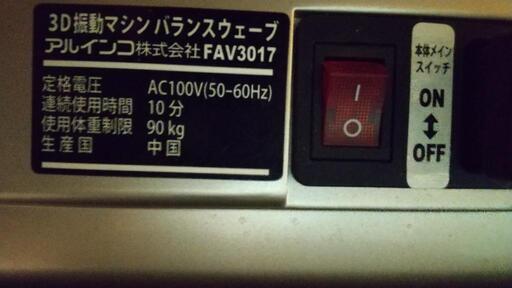 3D振動マシン バランスウェーブ
アルインコ株式会社 FAV3017
定格電圧 AC100V(50-60Hz)
連続使用時間 10分
使用体重制限 90kg
生産国 中国
本体メイン
スイッチ
ON
↕
OFF
I
O